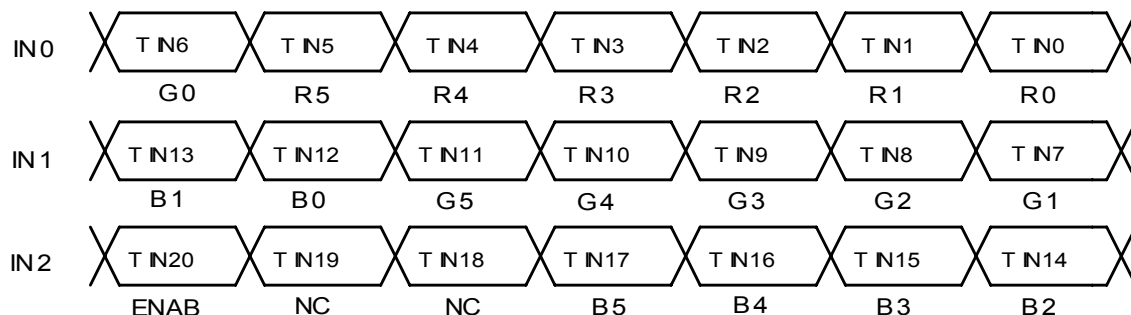 IN0 TIN6 TIN5 TIN4 TIN3 TIN2 TIN1 TIN0
G0 R5 R4 R3 R2 R1 R0
IN1 TIN13 TIN12 TIN11 TIN10 TIN9 TIN8 TIN7
B1 B0 G5 G4 G3 G2 G1
IN2 TIN20 TIN19 TIN18 TIN17 TIN16 TIN15 TIN14
ENAB NC NC B5 B4 B3 B2